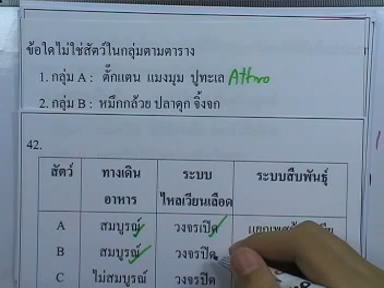 ข้อใดไม่ใช่สัตว์ในกลุ่มตามตาราง
1. กลุ่ม A : ตั๊กแตน แมงมุม ปูทะเล Athro
2. กลุ่ม B : หมึกกล้วย ปลาดุก จิ้งจก
42.
สัตว์ ทางเดินอาหาร ระบบไหลเวียนเลือด ระบบสืบพันธุ์
A สมบูรณ์ วงจรเปิด แยกเพศ
B สมบูรณ์ วงจรปิด
C ไม่สมบูรณ์ วงจรปิด